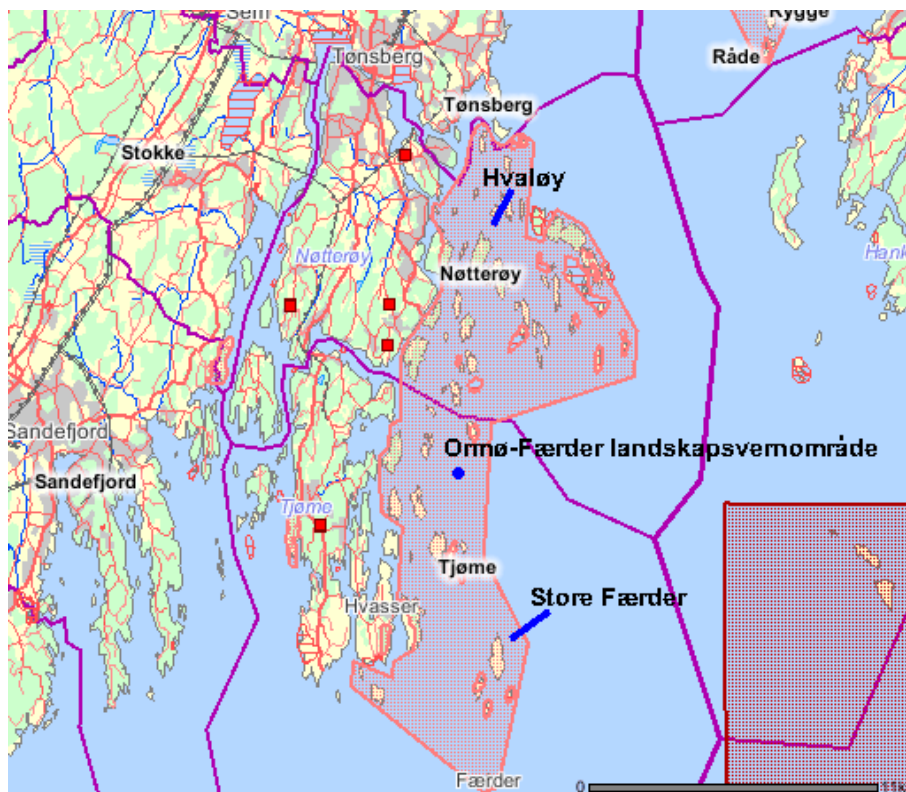 Sem
Rygge
Råde
Tønsberg
Tønsberg
Stokke
Hvaløy
Nøtterøy
Hank
Nøtterøy
Sandefjord
Ormø-Færder landskapsvernområde
Sandefjord
Tjøme
Tjøme
Store Færder
Hvasser
Færder
0